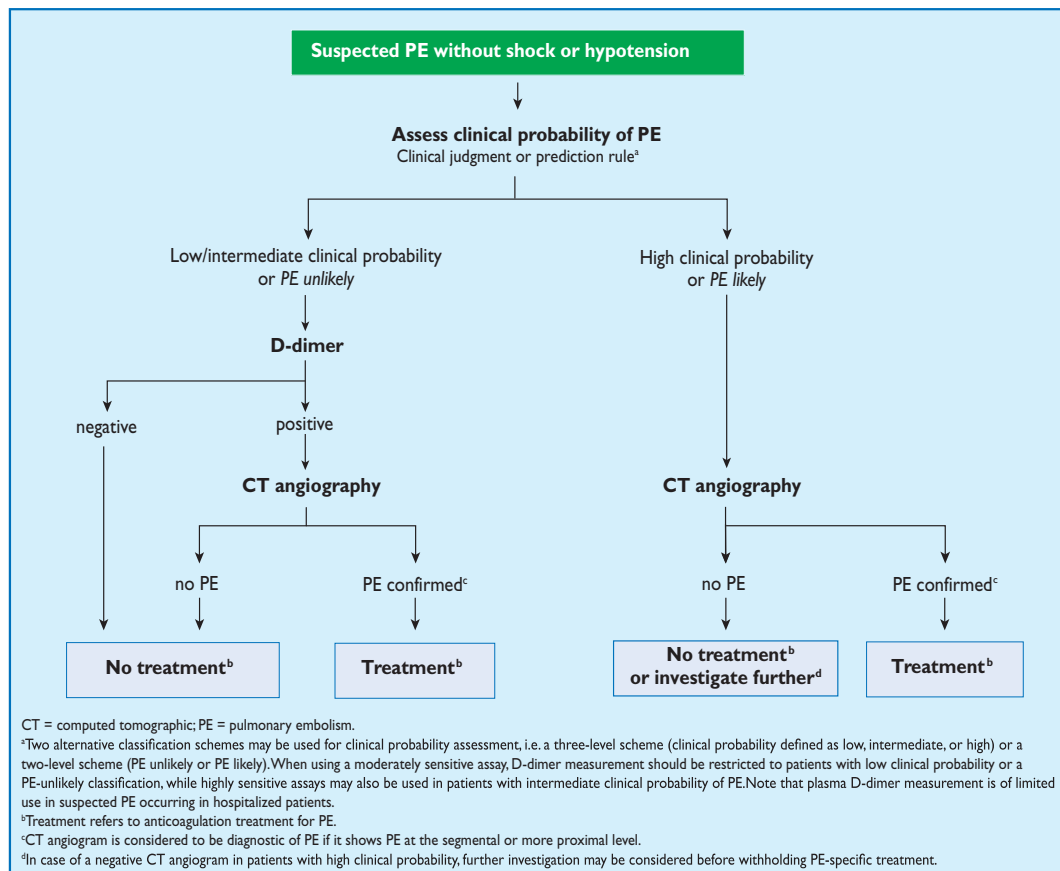 Suspected PE without shock or hypotension
Assess clinical probability of PE
Clinical judgment or prediction ruleᵃ
Low/intermediate clinical probability
or PE unlikely
High clinical probability
or PE likely
D-dimer
negative
positive
CT angiography
CT angiography
no PE
PE confirmedᶜ
no PE
PE confirmedᶜ
No treatmentᵇ
Treatmentᵇ
No treatmentᵇ
or investigate furtherᵈ
Treatmentᵇ
CT = computed tomographic; PE = pulmonary embolism.
ᵃTwo alternative classification schemes may be used for clinical probability assessment, i.e. a three-level scheme (clinical probability defined as low, intermediate, or high) or a
two-level scheme (PE unlikely or PE likely). When using a moderately sensitive assay, D-dimer measurement should be restricted to patients with low clinical probability or a
PE-unlikely classification, while highly sensitive assays may also be used in patients with intermediate clinical probability of PE. Note that plasma D-dimer measurement is of limited
use in suspected PE occurring in hospitalized patients.
ᵇTreatment refers to anticoagulation treatment for PE.
ᶜCT angiogram is considered to be diagnostic of PE if it shows PE at the segmental or more proximal level.
ᵈIn case of a negative CT angiogram in patients with high clinical probability, further investigation may be considered before withholding PE-specific treatment.